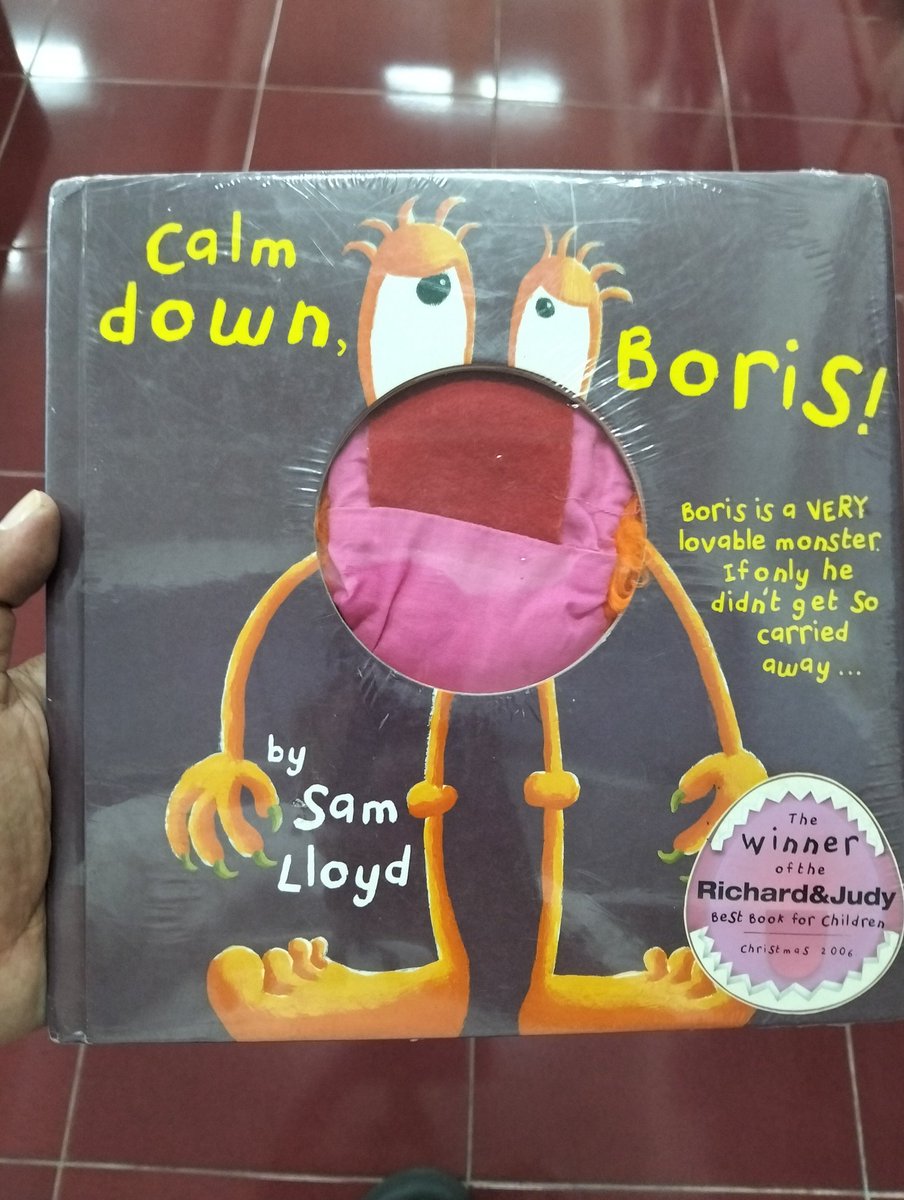 Calm
down,
Boris!
Boris is a VERY
lovable monster.
If only he
didn't get so
carried
away...
by
Sam
Lloyd
The
winner
of the
Richard&Judy
Best Book for Children
Christmas 2006